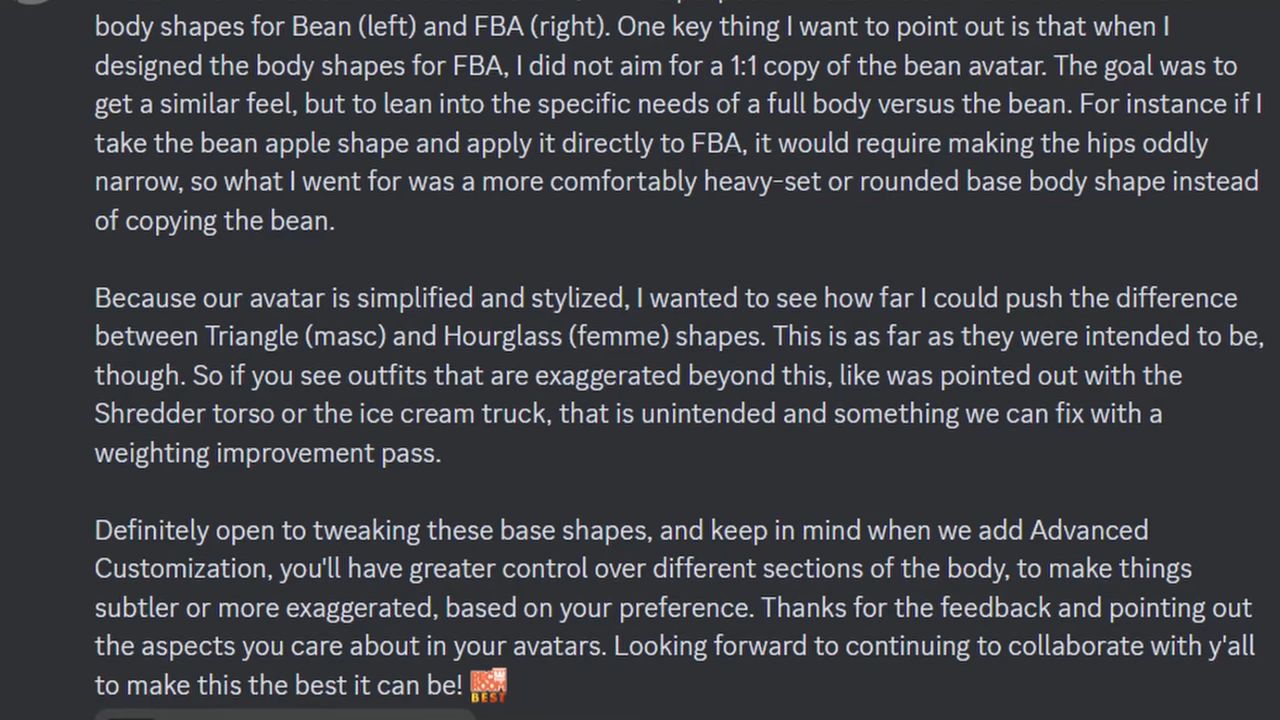 body shapes for Bean (left) and FBA (right). One key thing I want to point out is that when I
designed the body shapes for FBA, I did not aim for a 1:1 copy of the bean avatar. The goal was to
get a similar feel, but to lean into the specific needs of a full body versus the bean. For instance if I
take the bean apple shape and apply it directly to FBA, it would require making the hips oddly
narrow, so what I went for was a more comfortably heavy-set or rounded base body shape instead
of copying the bean.
Because our avatar is simplified and stylized, I wanted to see how far I could push the difference
between Triangle (masc) and Hourglass (femme) shapes. This is as far as they were intended to be,
though. So if you see outfits that are exaggerated beyond this, like was pointed out with the
Shredder torso or the ice cream truck, that is unintended and something we can fix with a
weighting improvement pass.
Definitely open to tweaking these base shapes, and keep in mind when we add Advanced
Customization, you'll have greater control over different sections of the body, to make things
subtler or more exaggerated, based on your preference. Thanks for the feedback and pointing out
the aspects you care about in your avatars. Looking forward to continuing to collaborate with y'all
to make this the best it can be! BEST